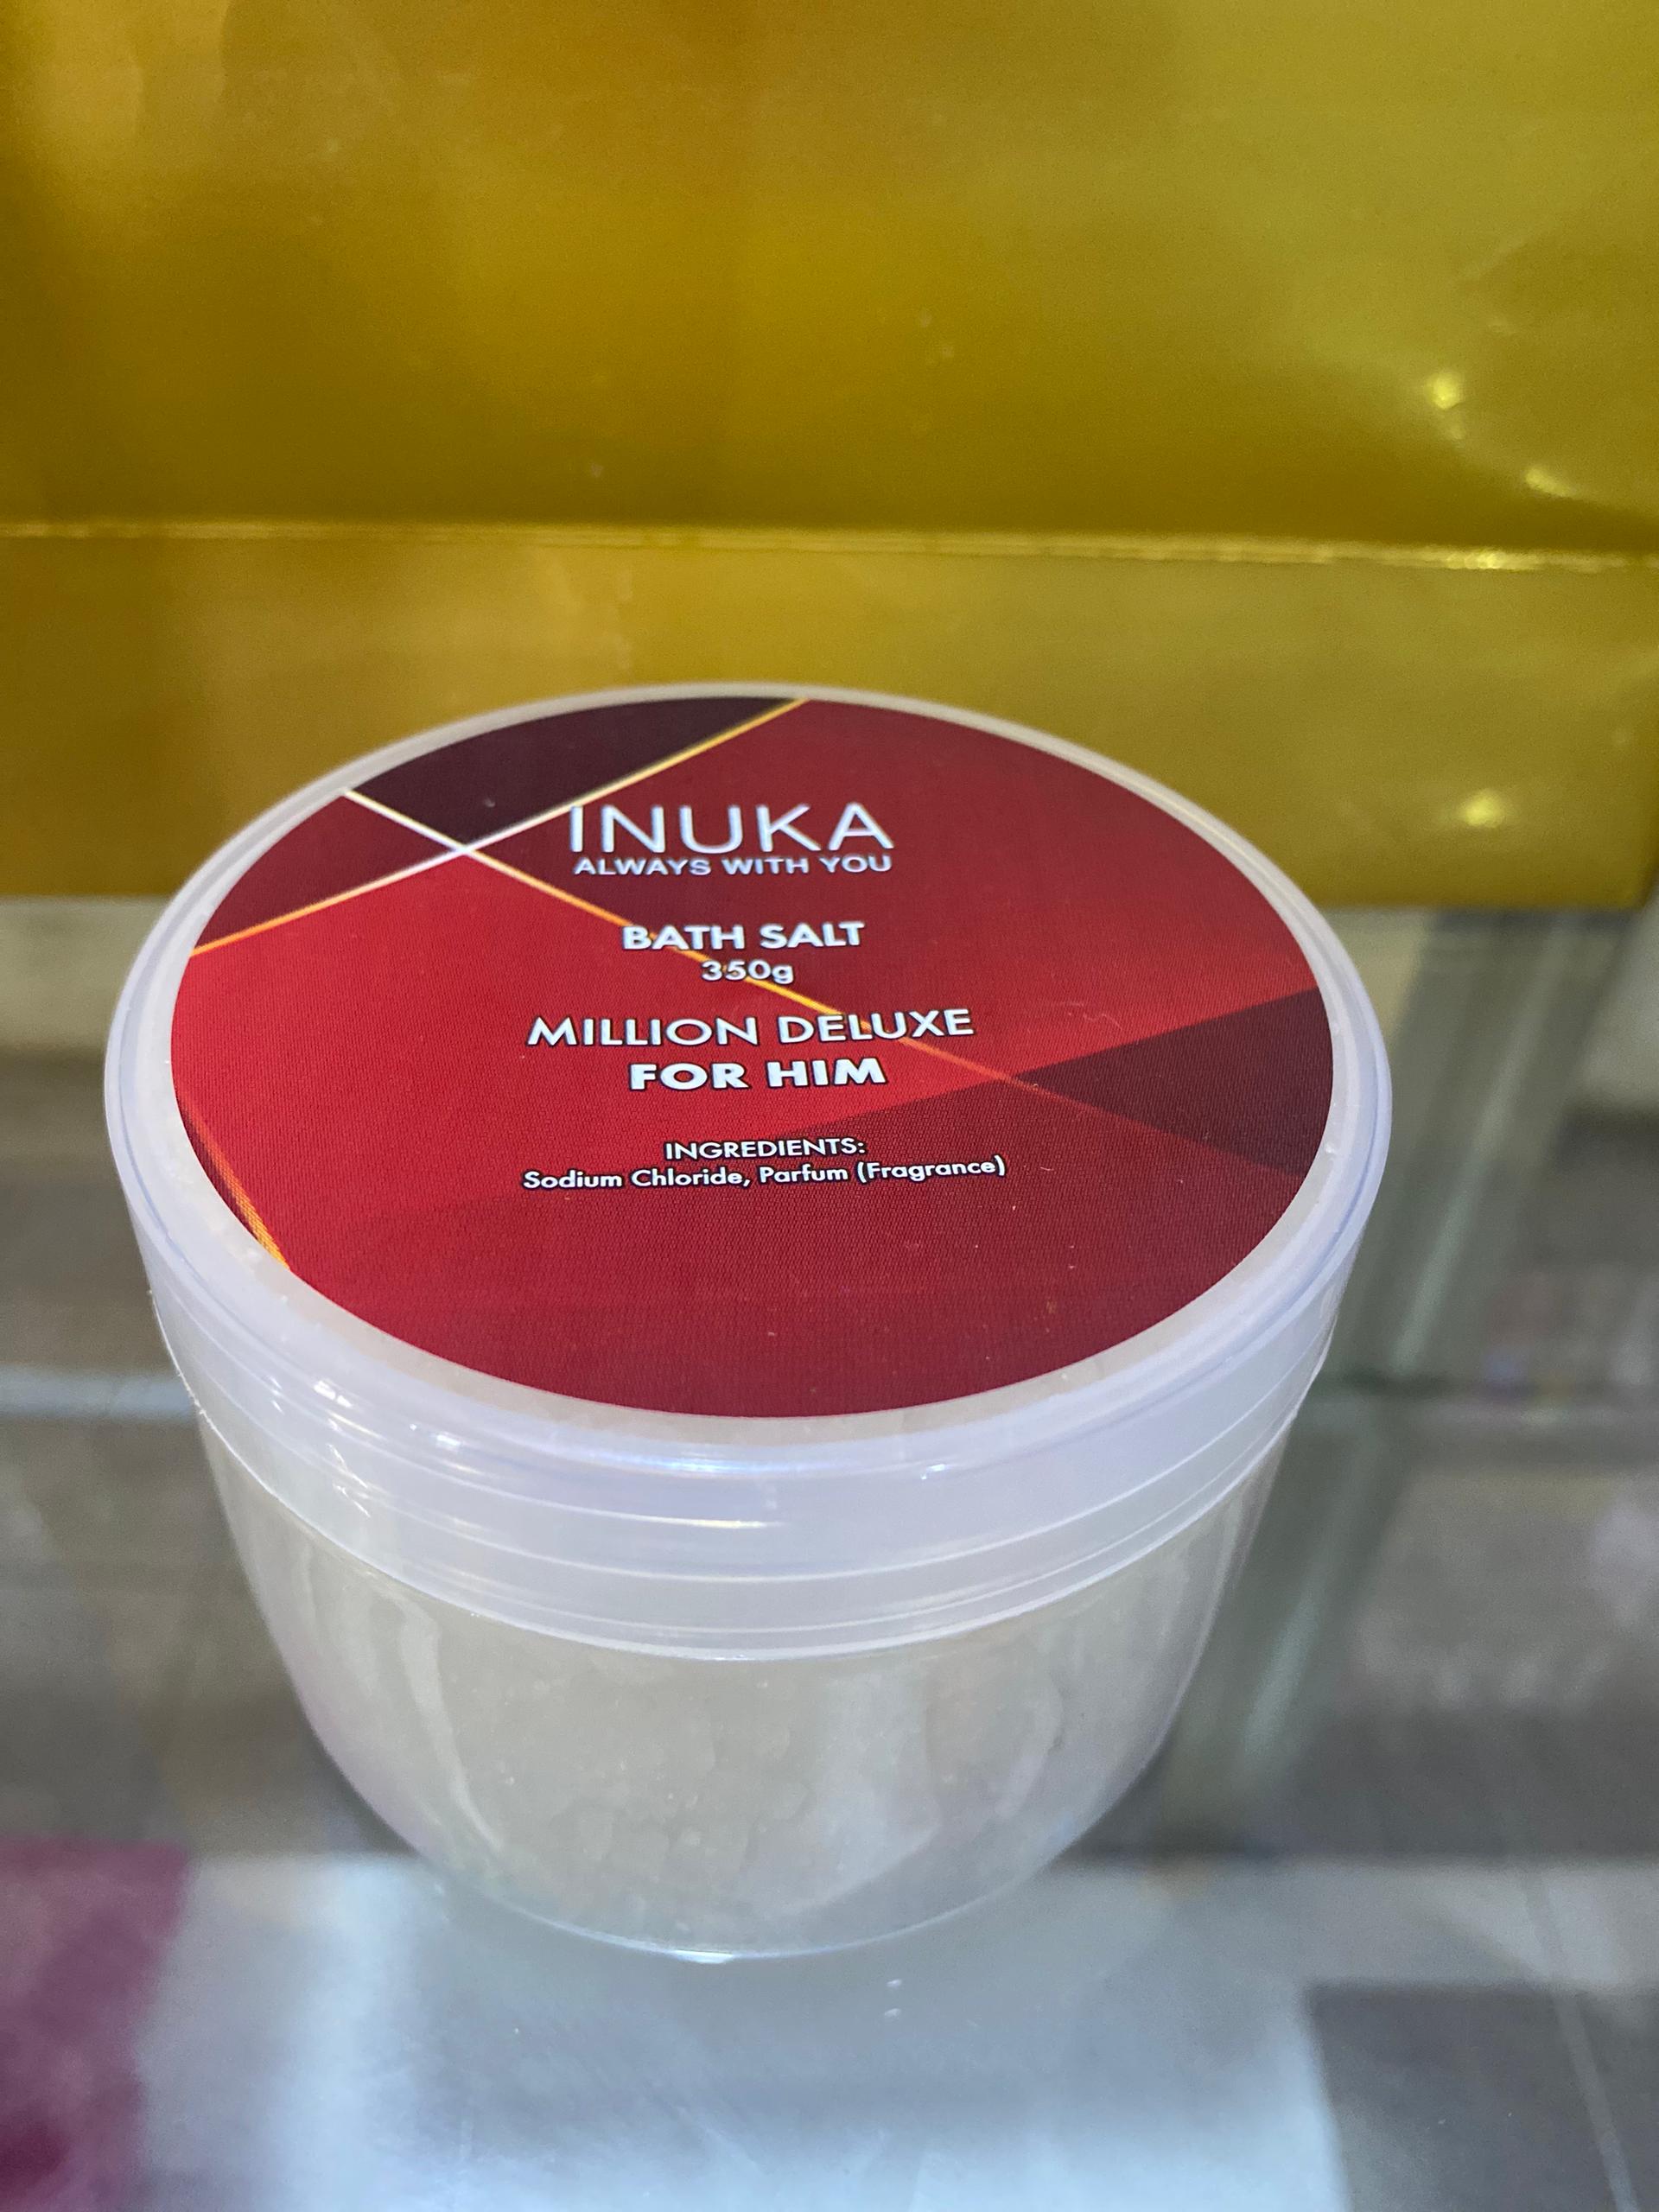 INUKA
ALWAYS WITH YOU
BATH SALT
350g
MILLION DELUXE
FOR HIM
INGREDIENTS:
Sodium Chloride, Parfum (Fragrance)